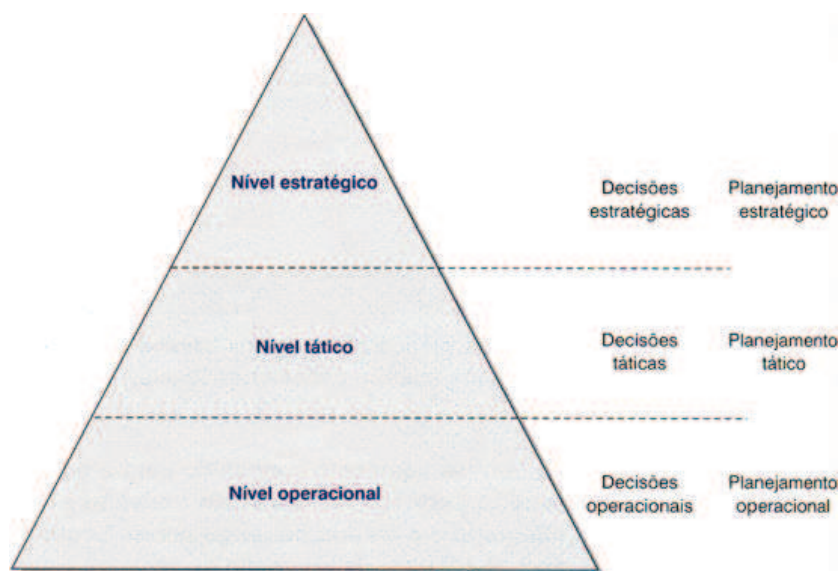 Nível estratégico
Decisões
estratégicas
Planejamento
estratégico
Nível tático
Decisões
táticas
Planejamento
tático
Nível operacional
Decisões
operacionais
Planejamento
operacional